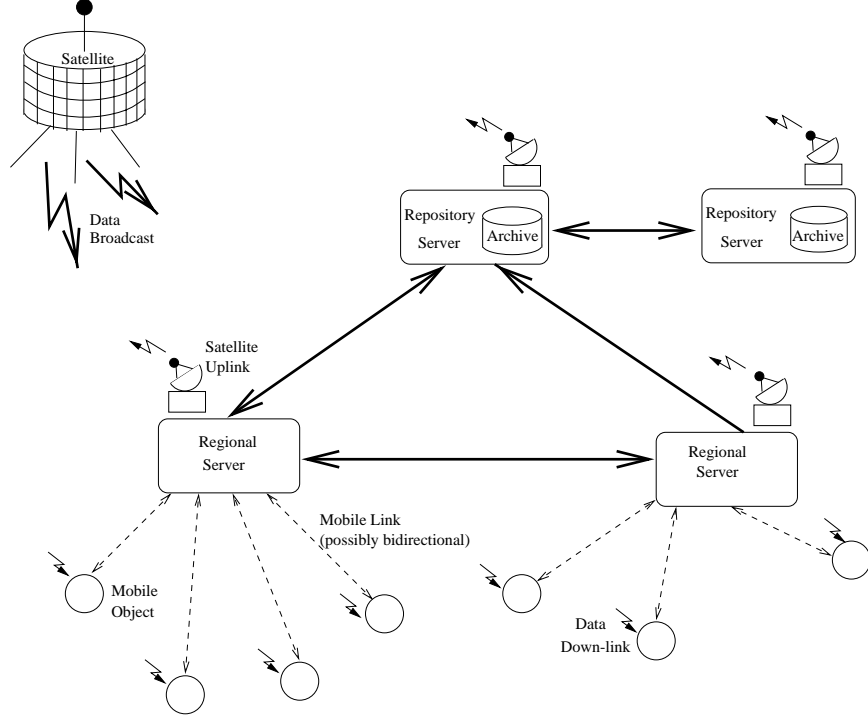 Satellite
Data
Broadcast
Repository
Server
Archive
Repository
Server
Archive
Satellite
Uplink
Regional
Server
Regional
Server
Mobile Link
(possibly bidirectional)
Mobile
Object
Data
Down-link